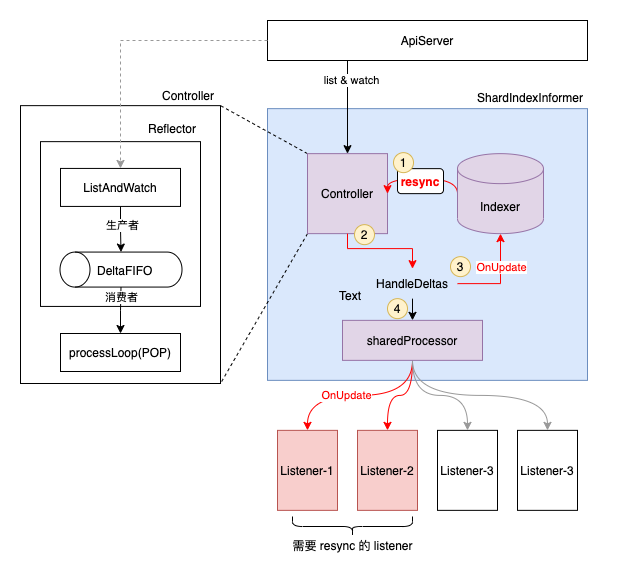 ApiServer
list & watch
Controller
ShardIndexInformer
Reflector
ListAndWatch
生产者
DeltaFIFO
消费者
processLoop(POP)
Controller
1
resync
Indexer
2
3
OnUpdate
HandleDeltas
Text
4
sharedProcessor
OnUpdate
Listener-1
Listener-2
Listener-3
Listener-3
需要 resync 的 listener